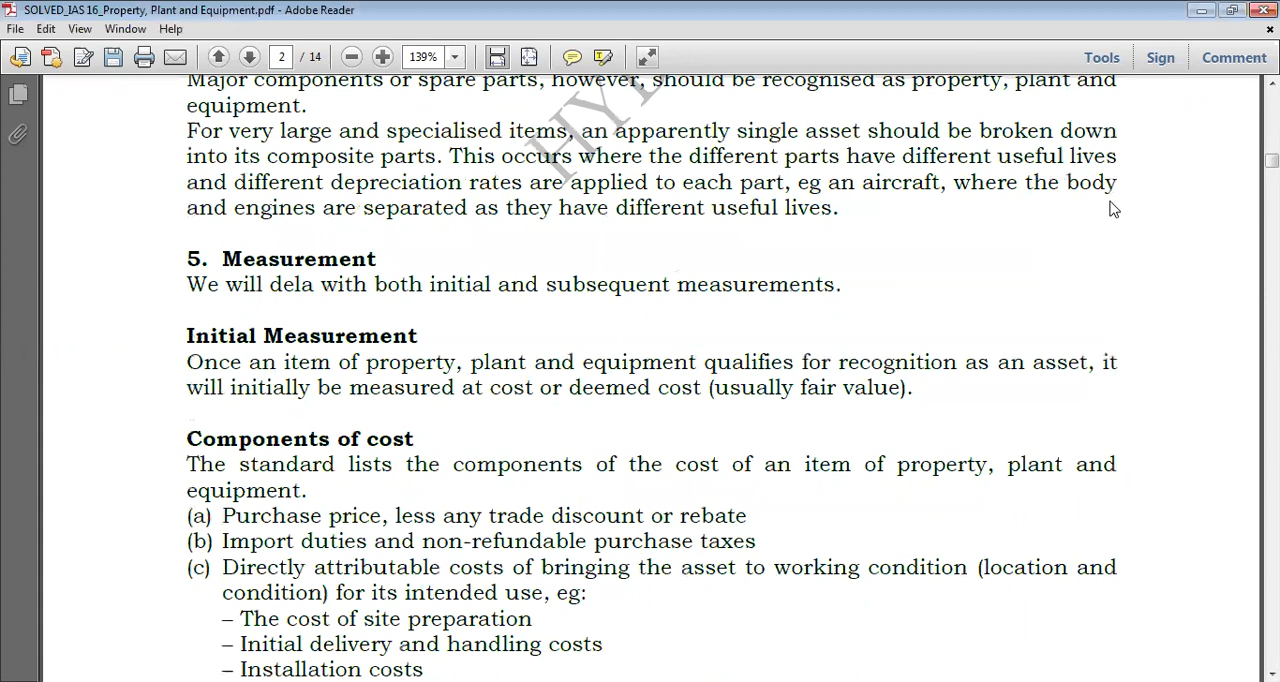 SOLVED_IAS 16_Property, Plant and Equipment.pdf - Adobe Reader
File Edit View Window Help
2 / 14 139% Tools Sign Comment
Major components or spare parts, however, should be recognised as property, plant and
equipment.
For very large and specialised items, an apparently single asset should be broken down
into its composite parts. This occurs where the different parts have different useful lives
and different depreciation rates are applied to each part, eg an aircraft, where the body
and engines are separated as they have different useful lives.
5. Measurement
We will dela with both initial and subsequent measurements.
Initial Measurement
Once an item of property, plant and equipment qualifies for recognition as an asset, it
will initially be measured at cost or deemed cost (usually fair value).
Components of cost
The standard lists the components of the cost of an item of property, plant and
equipment.
(a) Purchase price, less any trade discount or rebate
(b) Import duties and non-refundable purchase taxes
(c) Directly attributable costs of bringing the asset to working condition (location and
condition) for its intended use, eg:
– The cost of site preparation
– Initial delivery and handling costs
– Installation costs